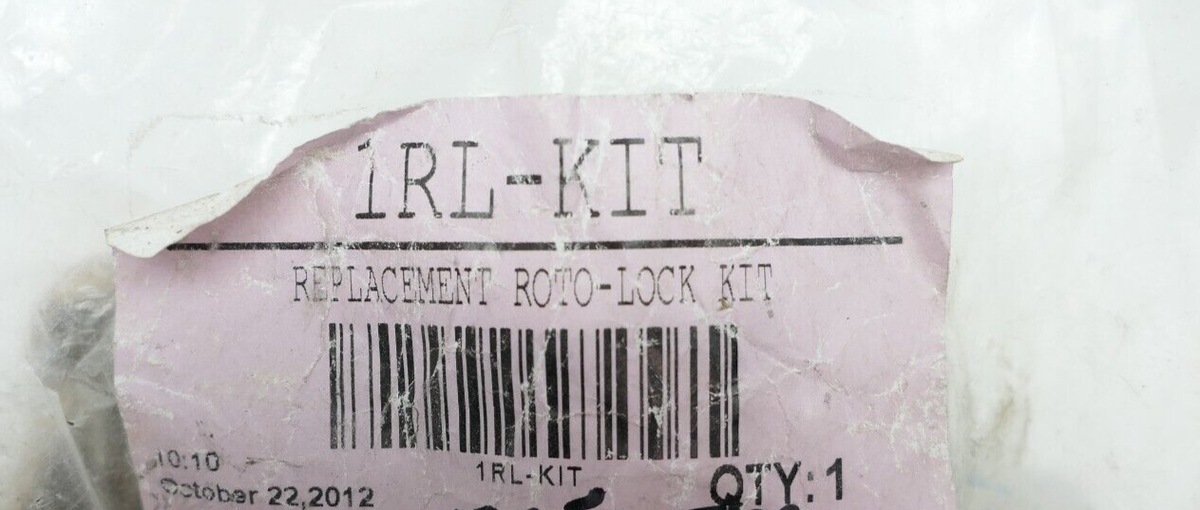 1RL-KIT
REPLACEMENT ROTO-LOCK KIT
1RL-KIT
10:10
October 22,2012
QTY:1